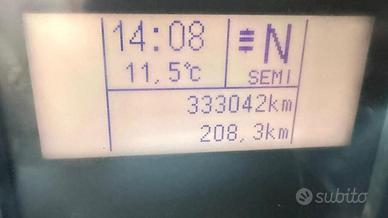 14:08 N
11,5°C SEMI
333042km
208,3km
subito